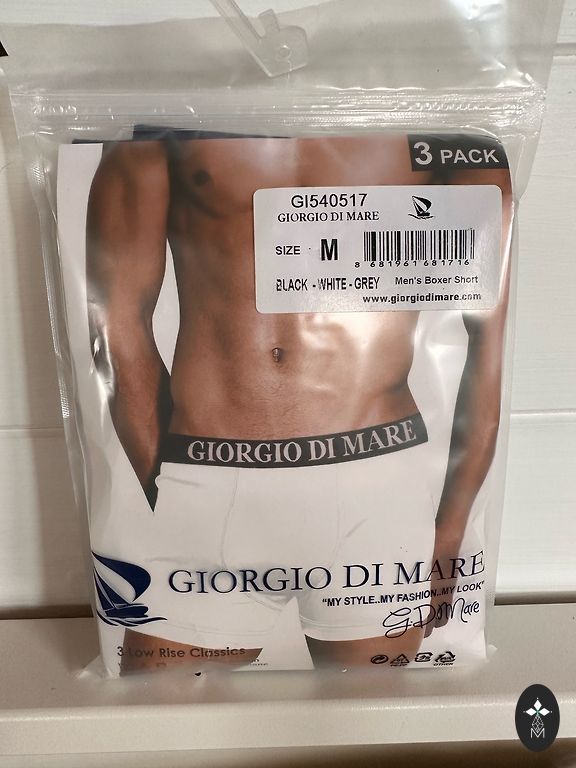 3 PACK
GI540517
GIORGIO DI MARE
SIZE M
8 681961 681716
BLACK - WHITE - GREY Men's Boxer Short
www.giorgiodimare.com
GIORGIO DI MARE
GIORGIO DI MARE
"MY STYLE..MY FASHION..MY LOOK"
G.DiMare
3 Low Rise Classics